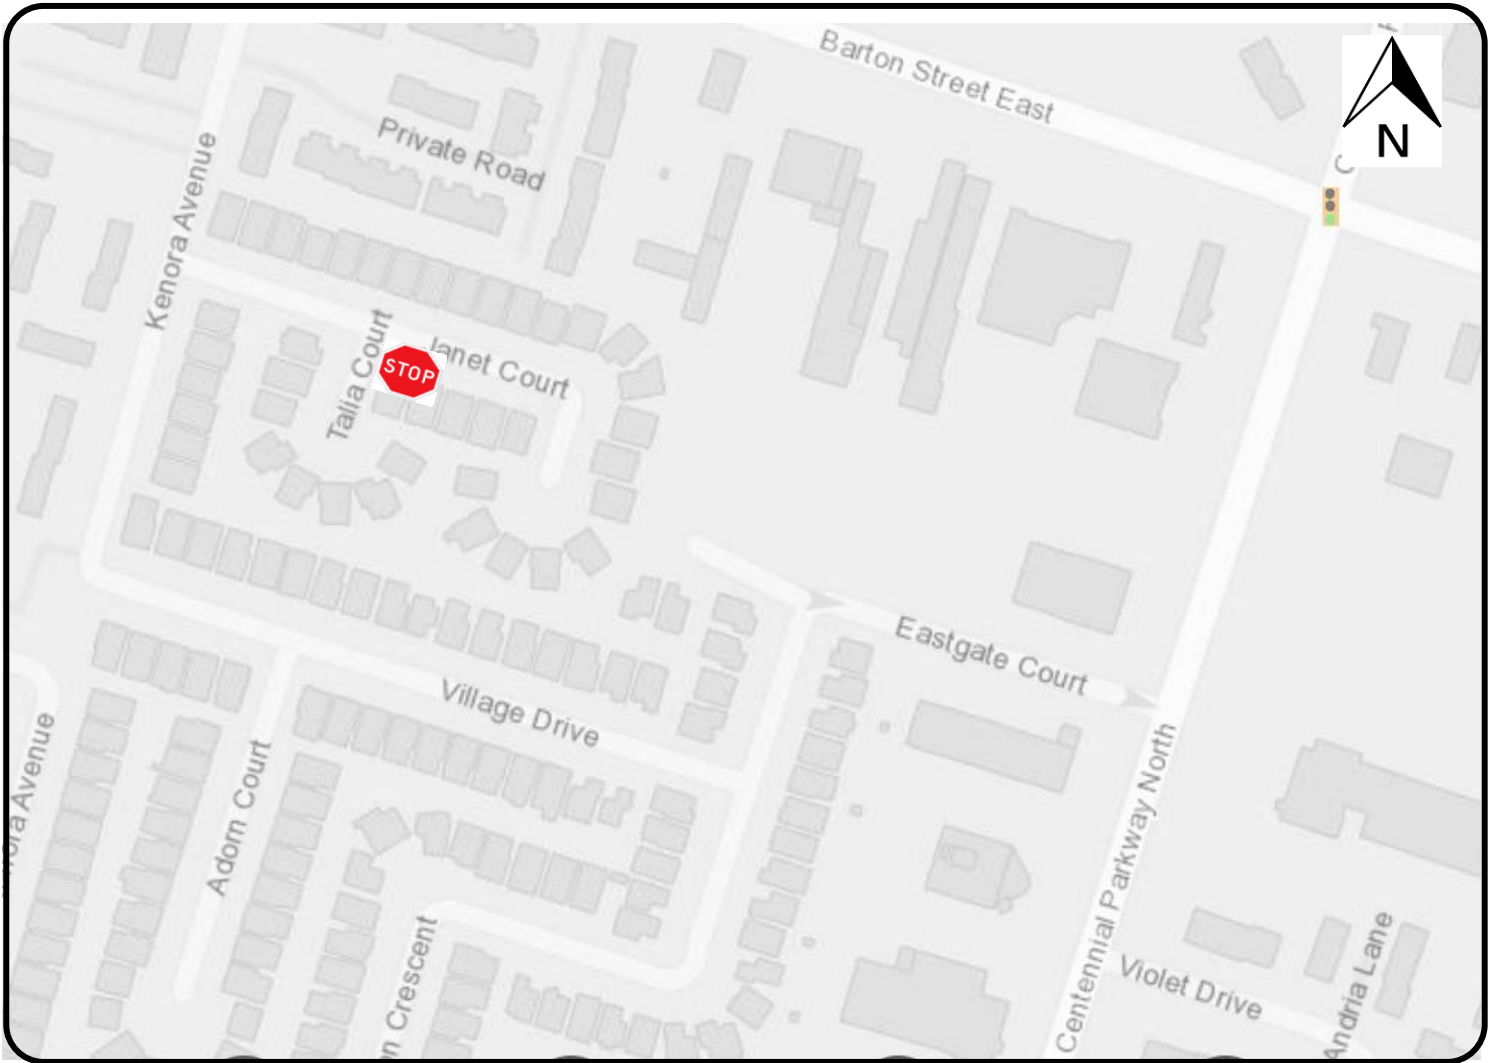 Barton Street East
N
Private Road
Kenora Avenue
Talia Court
STOP
Janet Court
Eastgate Court
Village Drive
Adorn Court
Avenue
Centennial Parkway North
Crescent
Violet Drive
Andria Lane